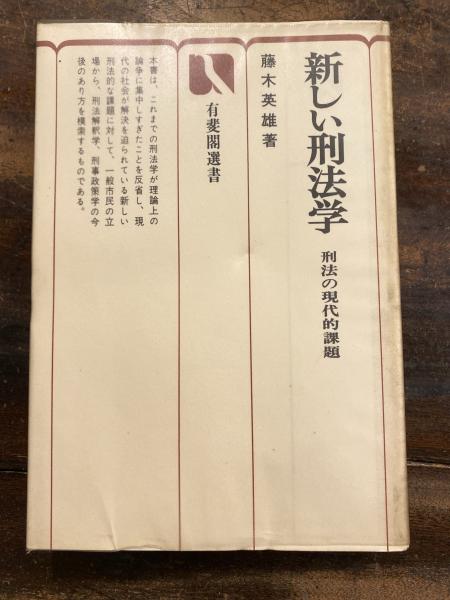 新しい刑法学
刑法の現代的課題
藤木英雄著
有斐閣選書
本書は、これまでの刑法学が理論上の
論争に集中しすぎたことを反省し、現
代の社会が解決を迫られている新しい
刑法的な課題に対して、一般市民の立
場から、刑法解釈学、刑事政策学の今
後のあり方を模索するものである。